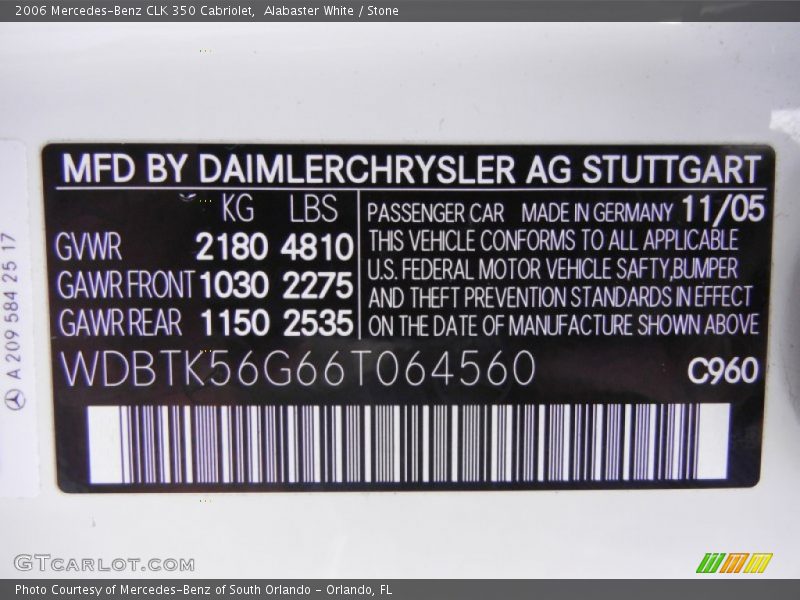 2006 Mercedes-Benz CLK 350 Cabriolet, Alabaster White / Stone
MFD BY DAIMLERCHRYSLER AG STUTTGART
KG LBS
GVWR 2180 4810
GAWR FRONT 1030 2275
GAWR REAR 1150 2535
PASSENGER CAR MADE IN GERMANY 11/05
THIS VEHICLE CONFORMS TO ALL APPLICABLE
U.S. FEDERAL MOTOR VEHICLE SAFTY,BUMPER
AND THEFT PREVENTION STANDARDS IN EFFECT
ON THE DATE OF MANUFACTURE SHOWN ABOVE
WDBTK56G66T064560 C960
A 209 584 25 17
GTCARLOT.COM
Photo Courtesy of Mercedes-Benz of South Orlando - Orlando, FL